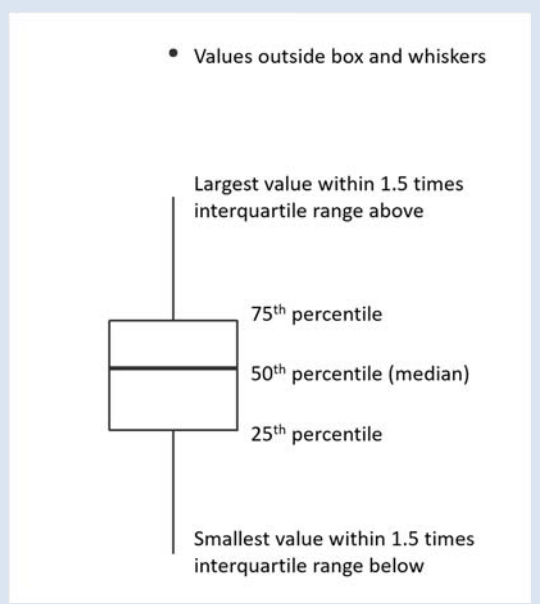 Values outside box and whiskers
Largest value within 1.5 times
interquartile range above
75th percentile
50th percentile (median)
25th percentile
Smallest value within 1.5 times
interquartile range below